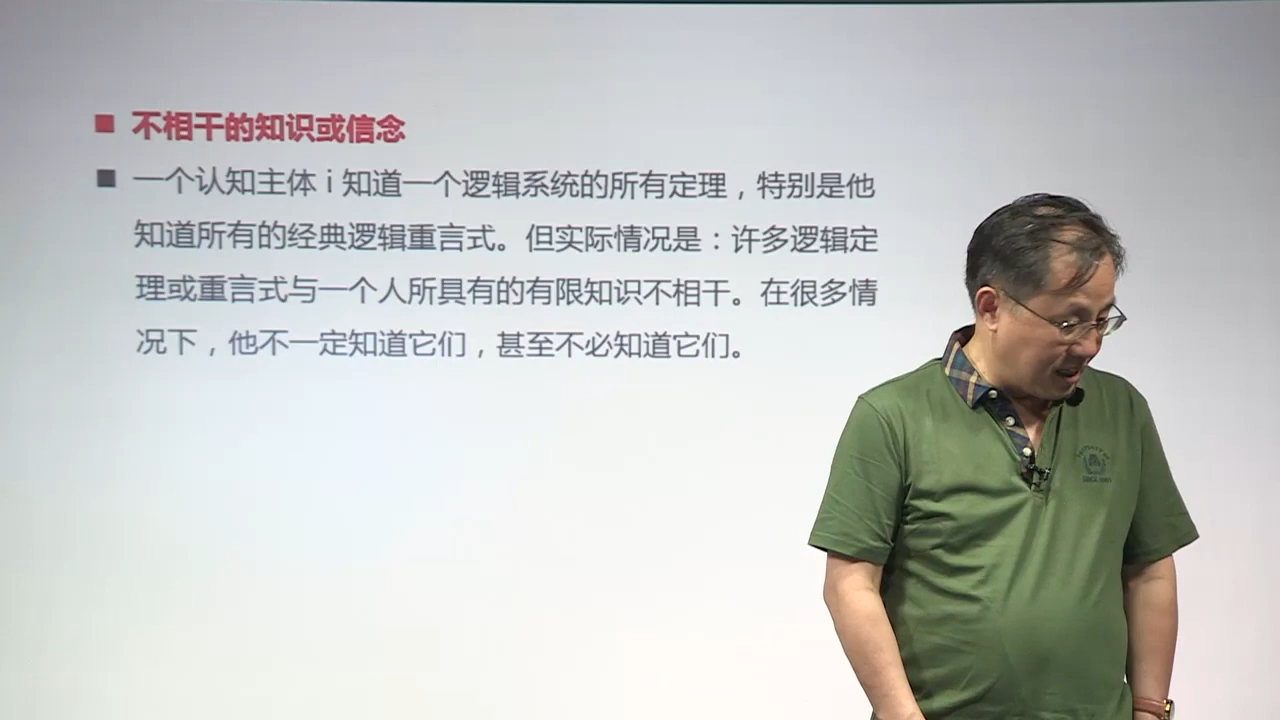 不相干的知识或信念
一个认知主体 i 知道一个逻辑系统的所有定理，特别是他
知道所有的经典逻辑重言式。但实际情况是：许多逻辑定
理或重言式与一个人所具有的有限知识不相干。在很多情
况下，他不一定知道它们，甚至不必知道它们。